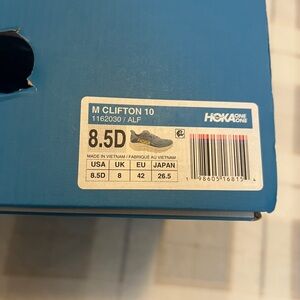 M CLIFTON 10
1162030 / ALF
HOKA ONE ONE
8.5D
MADE IN VIETNAM / FABRIQUÉ AU VIETNAM
USA UK EU JAPAN
8.5D 8 42 26.5